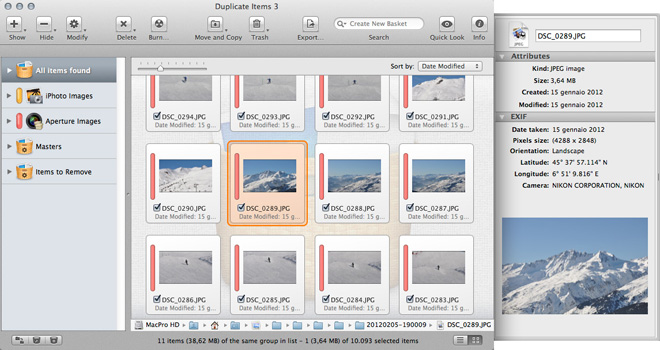 Duplicate Items 3
Show
Hide
Modify
Delete
Burn...
Move and Copy
Trash
Export...
Create New Basket
Search
Quick Look
Info
All Items found
iPhoto Images
Aperture Images
Masters
Items to Remove
Sort by: Date Modified
DSC_0294.JPG
Date Modified: 15 g...
DSC_0293.JPG
Date Modified: 15 g...
DSC_0292.JPG
Date Modified: 15 g...
DSC_0291.JPG
Date Modified: 15 g...
DSC_0290.JPG
Date Modified: 15 g...
DSC_0289.JPG
Date Modified: 15 g...
DSC_0288.JPG
Date Modified: 15 g...
DSC_0287.JPG
Date Modified: 15 g...
DSC_0286.JPG
Date Modified: 15 g...
DSC_0285.JPG
Date Modified: 15 g...
DSC_0284.JPG
Date Modified: 15 g...
DSC_0283.JPG
Date Modified: 15 g...
MacPro HD
20120205-190009
DSC_0289.JPG
11 items (38,62 MB) of the same group in list - 1 (3,64 MB) of 10.093 selected items
JPEG
DSC_0289.JPG
Attributes
Kind: JPEG image
Size: 3,64 MB
Created: 15 gennaio 2012
Modified: 15 gennaio 2012
EXIF
Date taken: 15 gennaio 2012
Pixels size: (4288 x 2848)
Orientation: Landscape
Latitude: 45° 37' 57.114" N
Longitude: 6° 51' 9.816" E
Camera: NIKON CORPORATION, NIKON